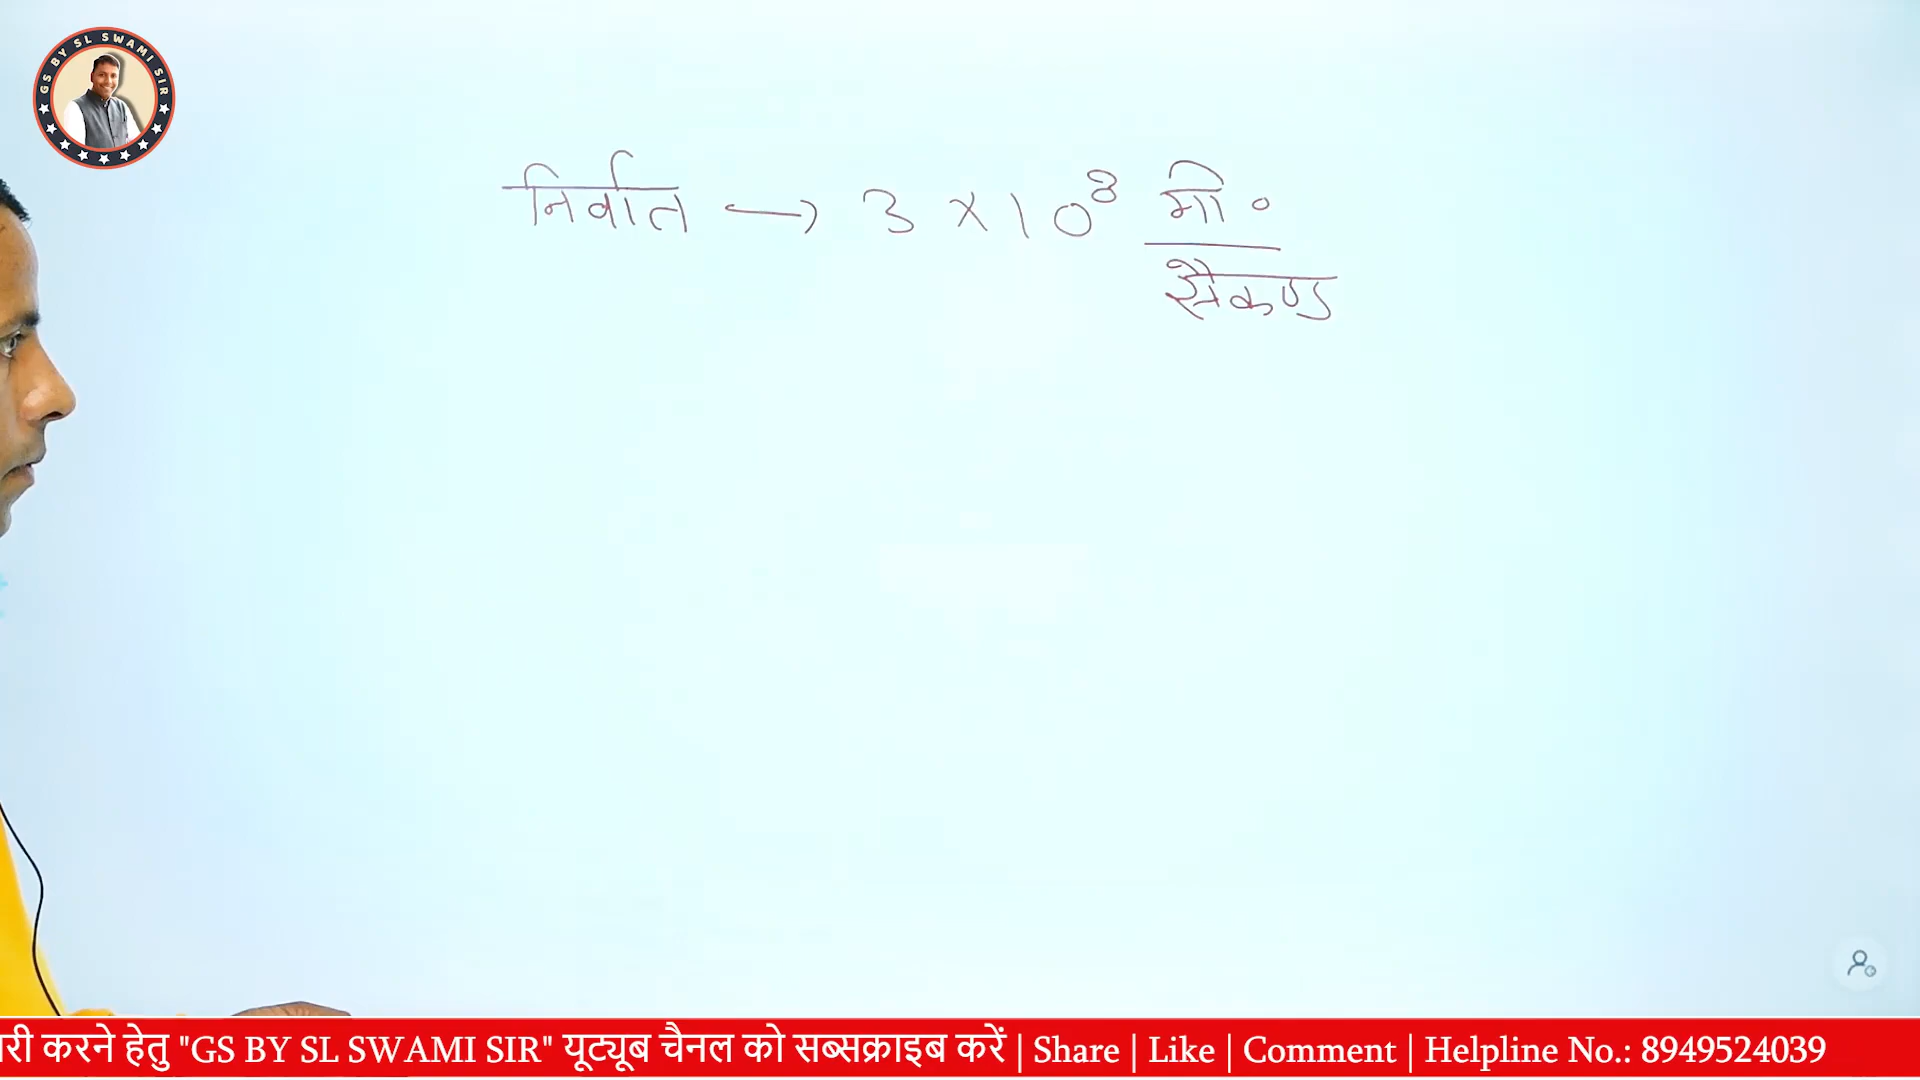 GS BY SL SWAMI SIR
निर्वात → 3 × 10⁸ मी०
सैकण्ड
री करने हेतु "GS BY SL SWAMI SIR" यूट्यूब चैनल को सब्सक्राइब करें | Share | Like | Comment | Helpline No.: 8949524039